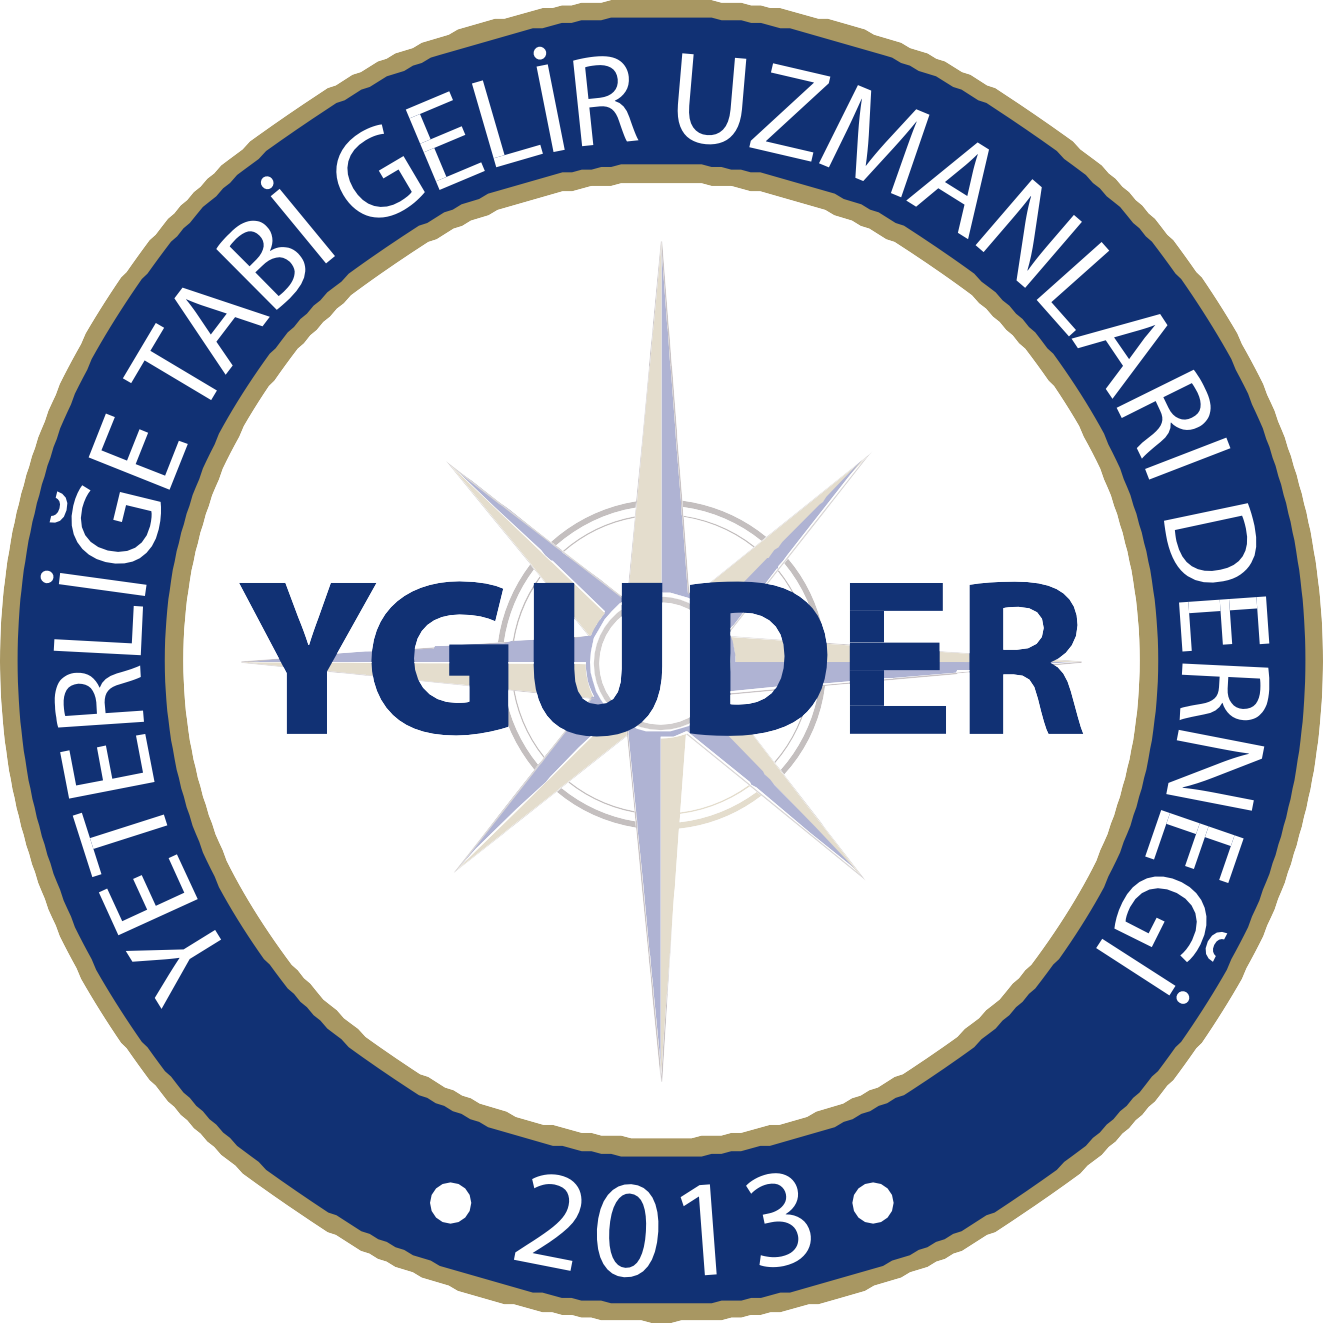 YETERLİĞE TABİ GELİR UZMANLARI DERNEĞİ
YGUDER
• 2013 •